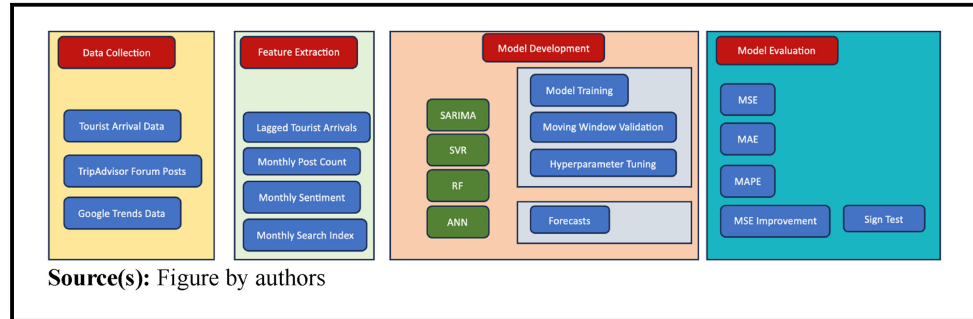 Data Collection
Tourist Arrival Data
TripAdvisor Forum Posts
Google Trends Data
Feature Extraction
Lagged Tourist Arrivals
Monthly Post Count
Monthly Sentiment
Monthly Search Index
Model Development
SARIMA
SVR
RF
ANN
Model Training
Moving Window Validation
Hyperparameter Tuning
Forecasts
Model Evaluation
MSE
MAE
MAPE
MSE Improvement
Sign Test
Source(s): Figure by authors